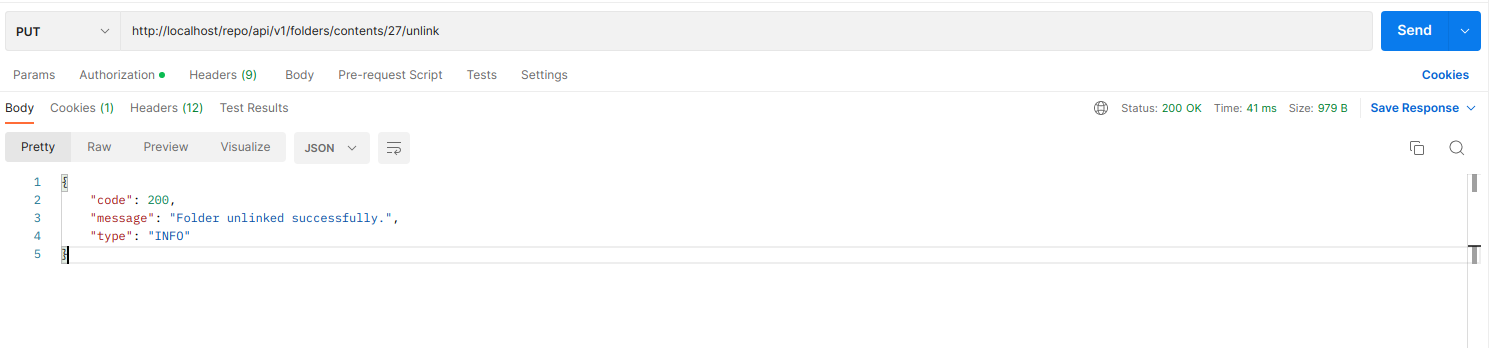 PUT http://localhost/repo/api/v1/folders/contents/27/unlink Send
Params Authorization Headers (9) Body Pre-request Script Tests Settings Cookies
Body Cookies (1) Headers (12) Test Results Status: 200 OK Time: 41 ms Size: 979 B Save Response
Pretty Raw Preview Visualize JSON
1 {
2 "code": 200,
3 "message": "Folder unlinked successfully.",
4 "type": "INFO"
5 }